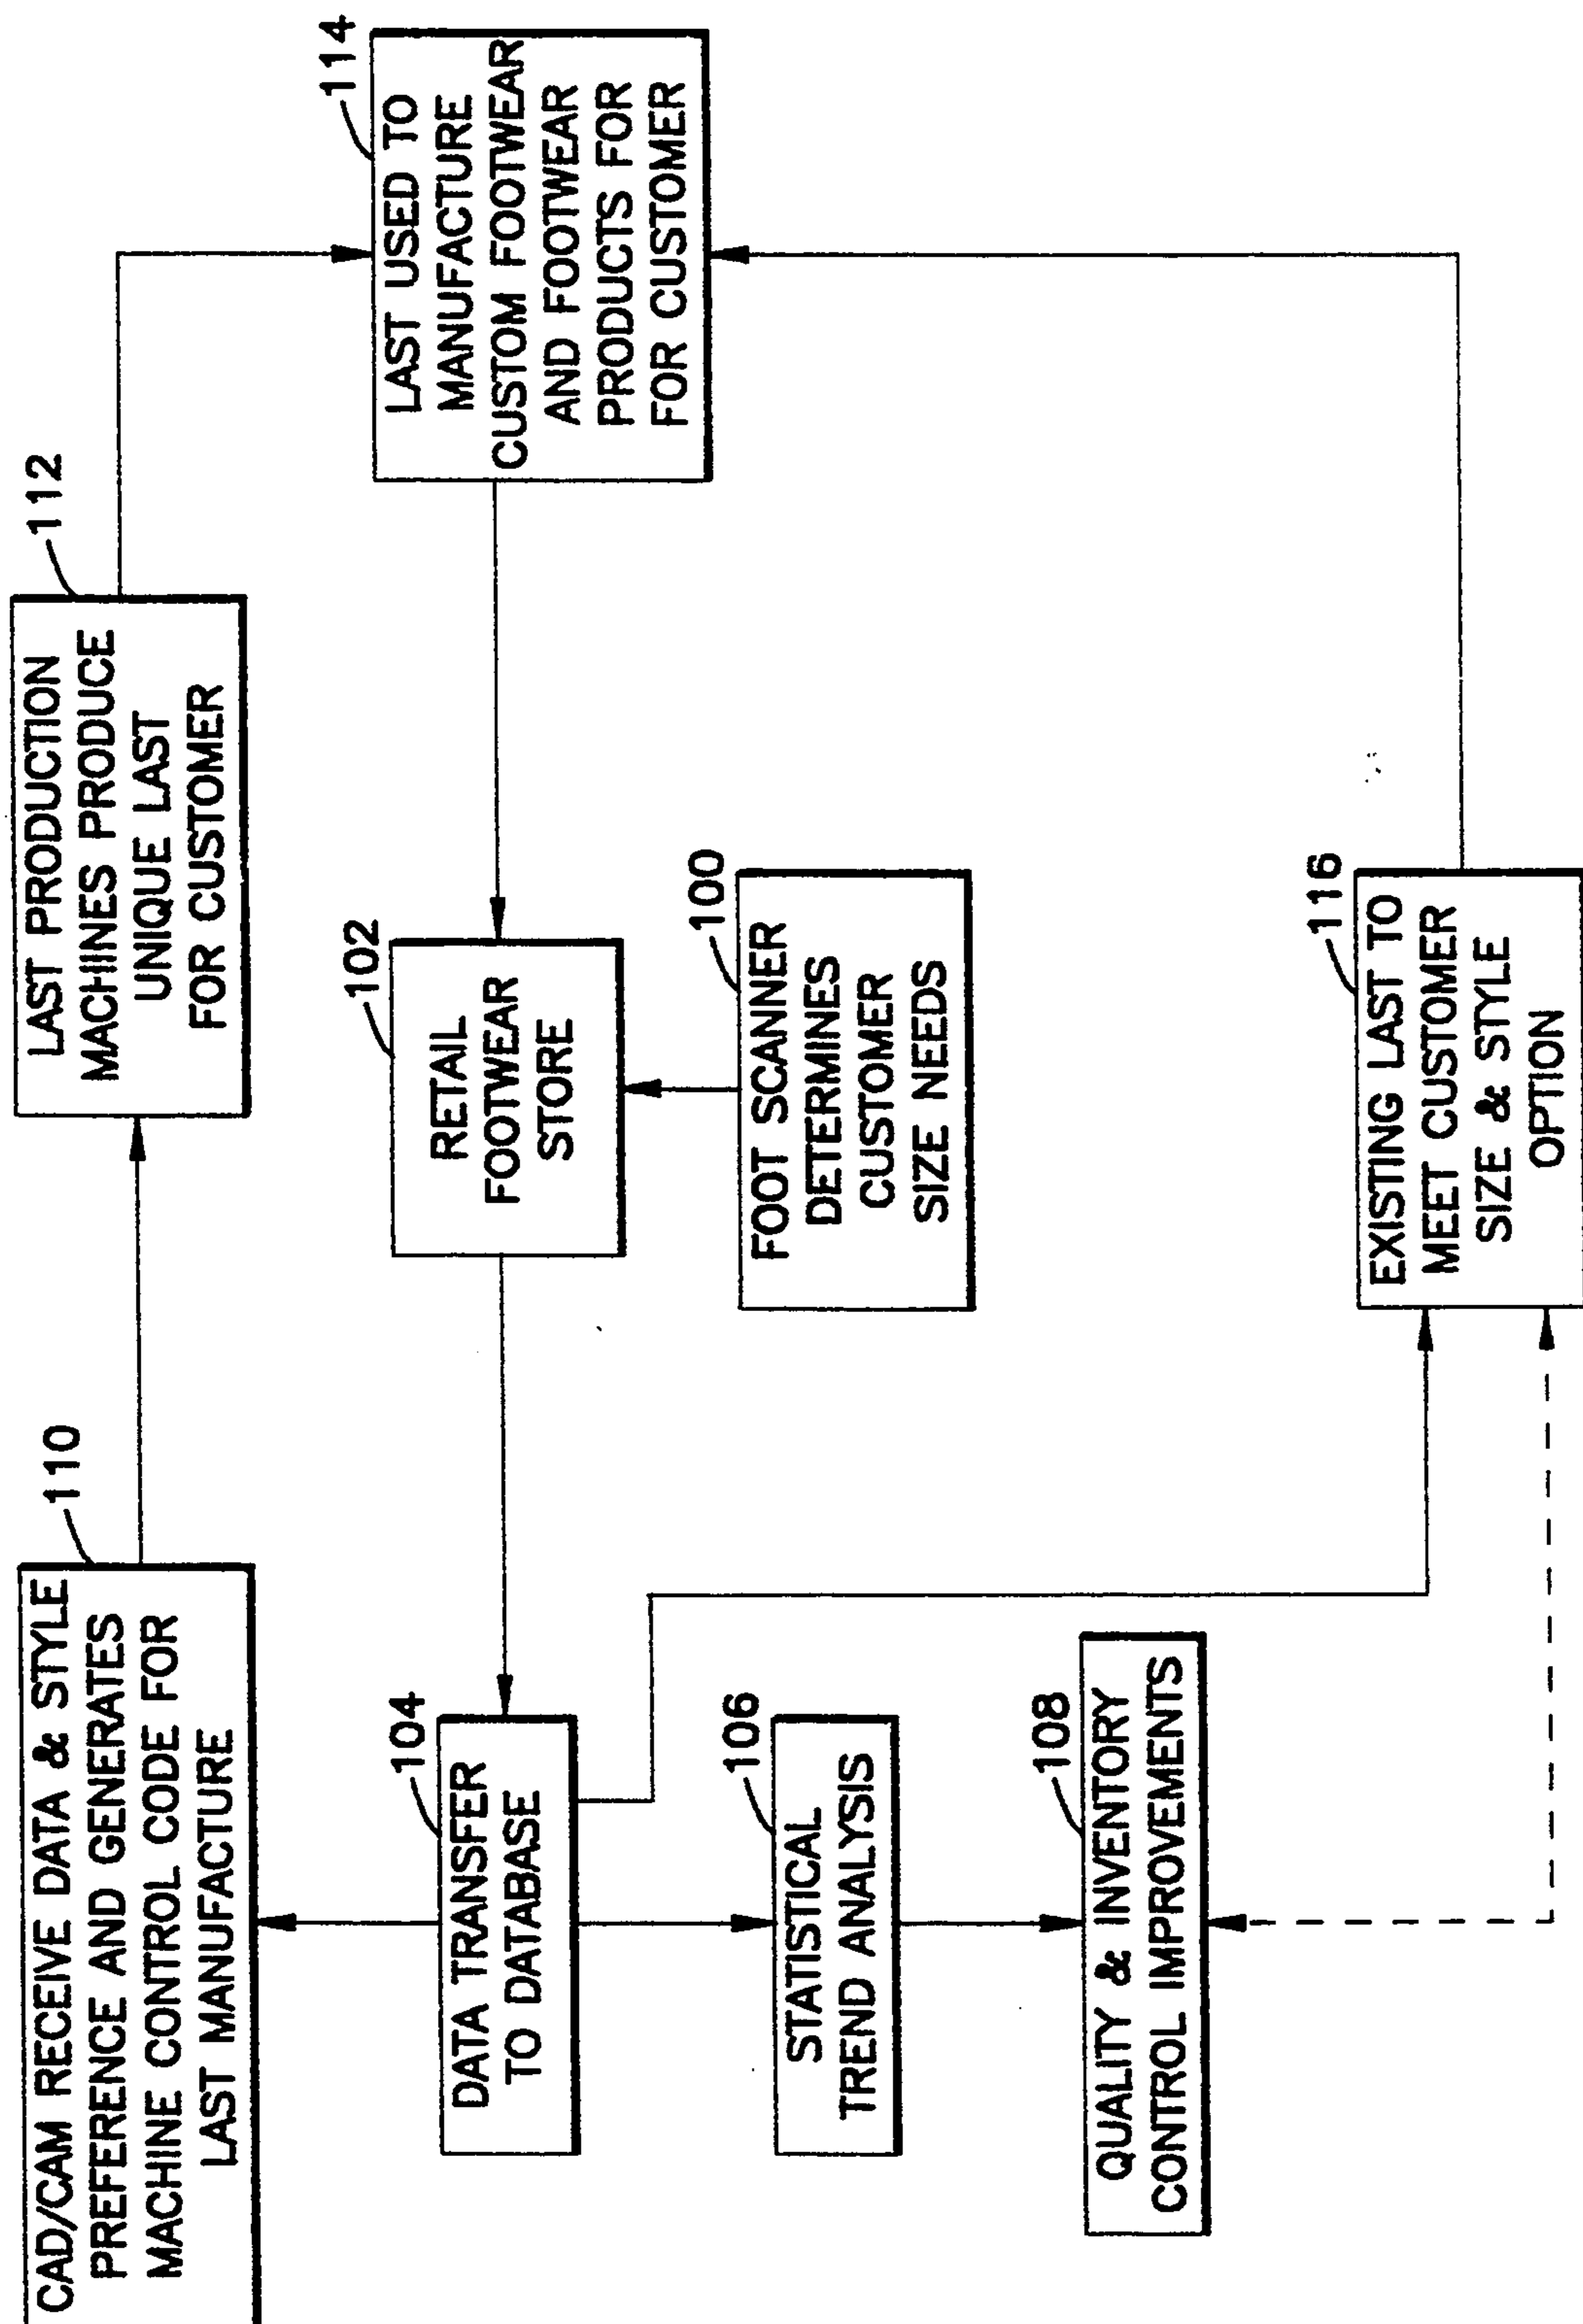 110
CAD/CAM RECEIVE DATA & STYLE
PREFERENCE AND GENERATES
MACHINE CONTROL CODE FOR
LAST MANUFACTURE
112
LAST PRODUCTION
MACHINES PRODUCE
UNIQUE LAST
FOR CUSTOMER
114
LAST USED TO
MANUFACTURE
CUSTOM FOOTWEAR
AND FOOTWEAR
PRODUCTS FOR
FOR CUSTOMER
104
DATA TRANSFER
TO DATABASE
102
RETAIL
FOOTWEAR
STORE
106
STATISTICAL
TREND ANALYSIS
100
FOOT SCANNER
DETERMINES
CUSTOMER
SIZE NEEDS
108
QUALITY & INVENTORY
CONTROL IMPROVEMENTS
116
EXISTING LAST TO
MEET CUSTOMER
SIZE & STYLE
OPTION